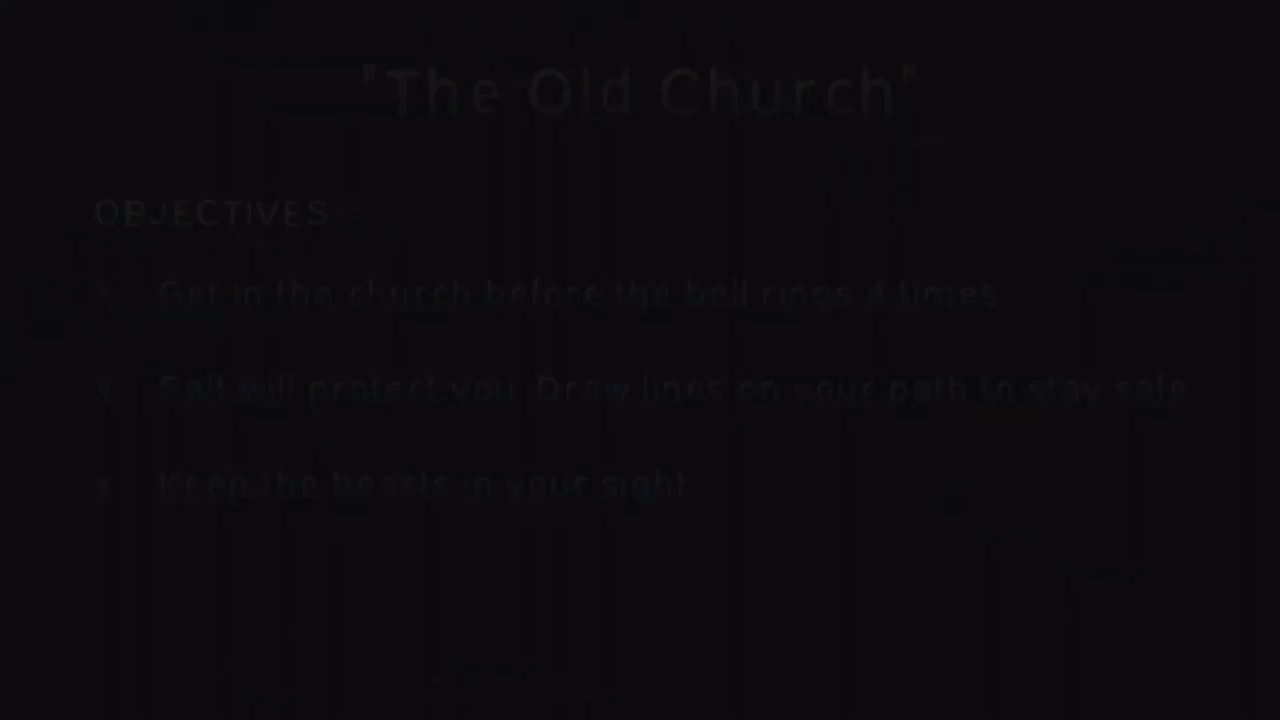 "The Old Church"
OBJECTIVES
x Get in the church before the bell rings 4 times
x Salt will protect you. Draw lines on your path to stay safe
x Keep the beasts in your sight